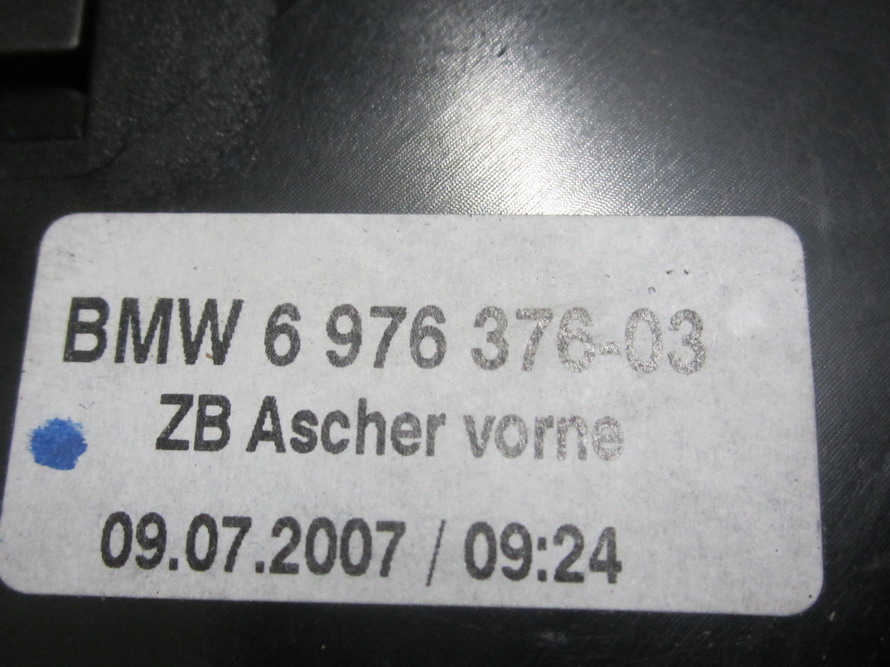 BMW 6 976 376-03
ZB Ascher vorne
09.07.2007 / 09:24